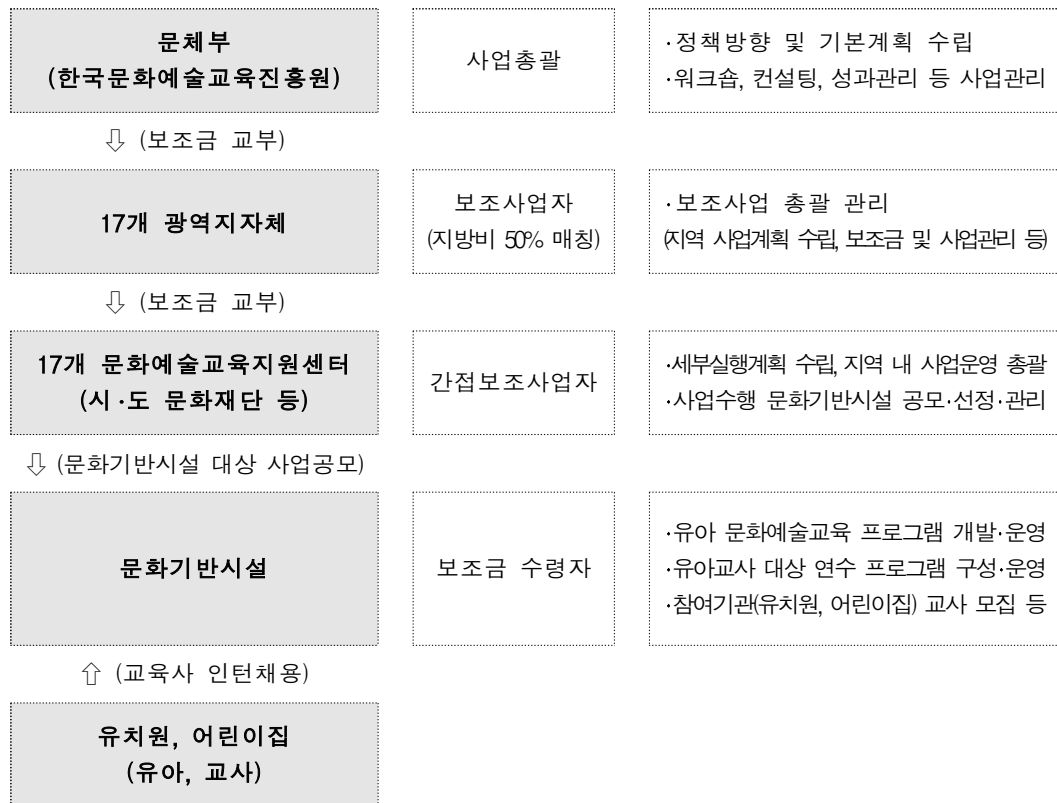 문체부
(한국문화예술교육진흥원)
사업총괄
·정책방향 및 기본계획 수립
·워크숍, 컨설팅, 성과관리 등 사업관리
⇩ (보조금 교부)
17개 광역지자체
보조사업자
(지방비 50% 매칭)
·보조사업 총괄 관리
(지역 사업계획 수립, 보조금 및 사업관리 등)
⇩ (보조금 교부)
17개 문화예술교육지원센터
(시·도 문화재단 등)
간접보조사업자
·세부실행계획 수립, 지역 내 사업운영 총괄
·사업수행 문화기반시설 공모·선정·관리
⇩ (문화기반시설 대상 사업공모)
문화기반시설
보조금 수령자
·유아 문화예술교육 프로그램 개발·운영
·유아교사 대상 연수 프로그램 구성·운영
·참여기관(유치원, 어린이집) 교사 모집 등
⇧ (교육사 인턴채용)
유치원, 어린이집
(유아, 교사)